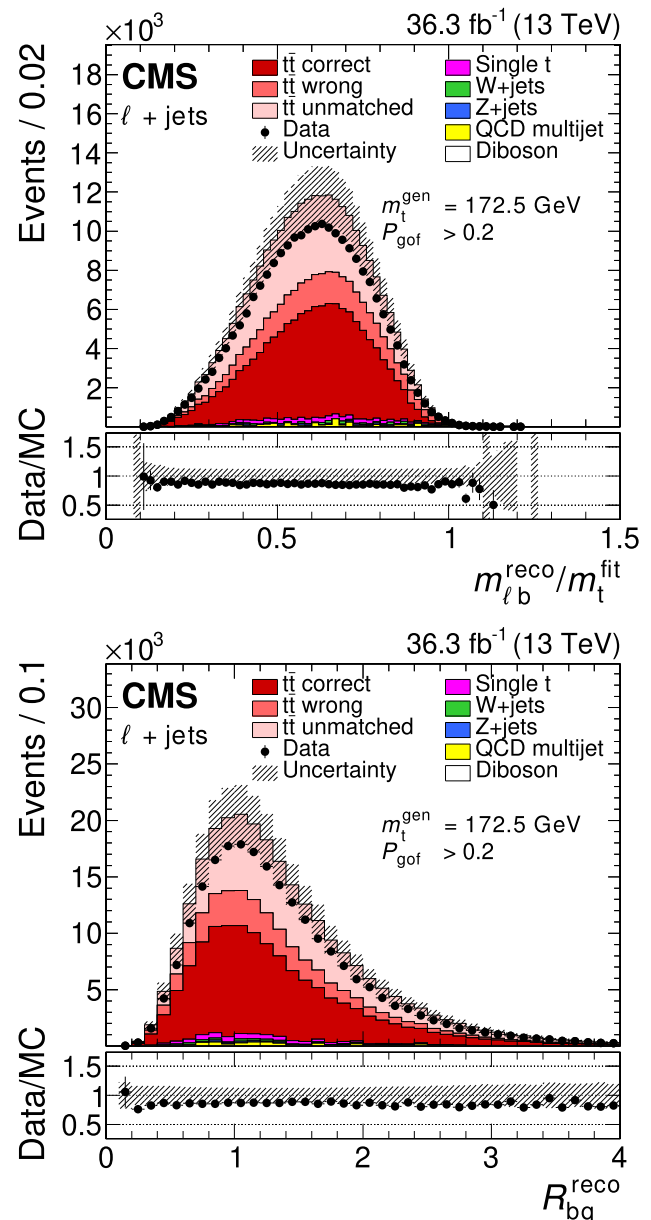 ×10³ 36.3 fb⁻¹ (13 TeV)
CMS
ℓ + jets
tt̄ correct
tt̄ wrong
tt̄ unmatched
Data
Uncertainty
Single t
W+jets
Z+jets
QCD multijet
Diboson
m_t^gen = 172.5 GeV
P_gof > 0.2
Events / 0.02
18
16
14
12
10
8
6
4
2
Data/MC
1.5
1
0.5
0 0.5 1 1.5
m_ℓb^reco/m_t^fit
×10³ 36.3 fb⁻¹ (13 TeV)
CMS
ℓ + jets
tt̄ correct
tt̄ wrong
tt̄ unmatched
Data
Uncertainty
Single t
W+jets
Z+jets
QCD multijet
Diboson
m_t^gen = 172.5 GeV
P_gof > 0.2
Events / 0.1
30
25
20
15
10
5
Data/MC
1.5
1
0.5
0 1 2 3 4
R_bq^reco